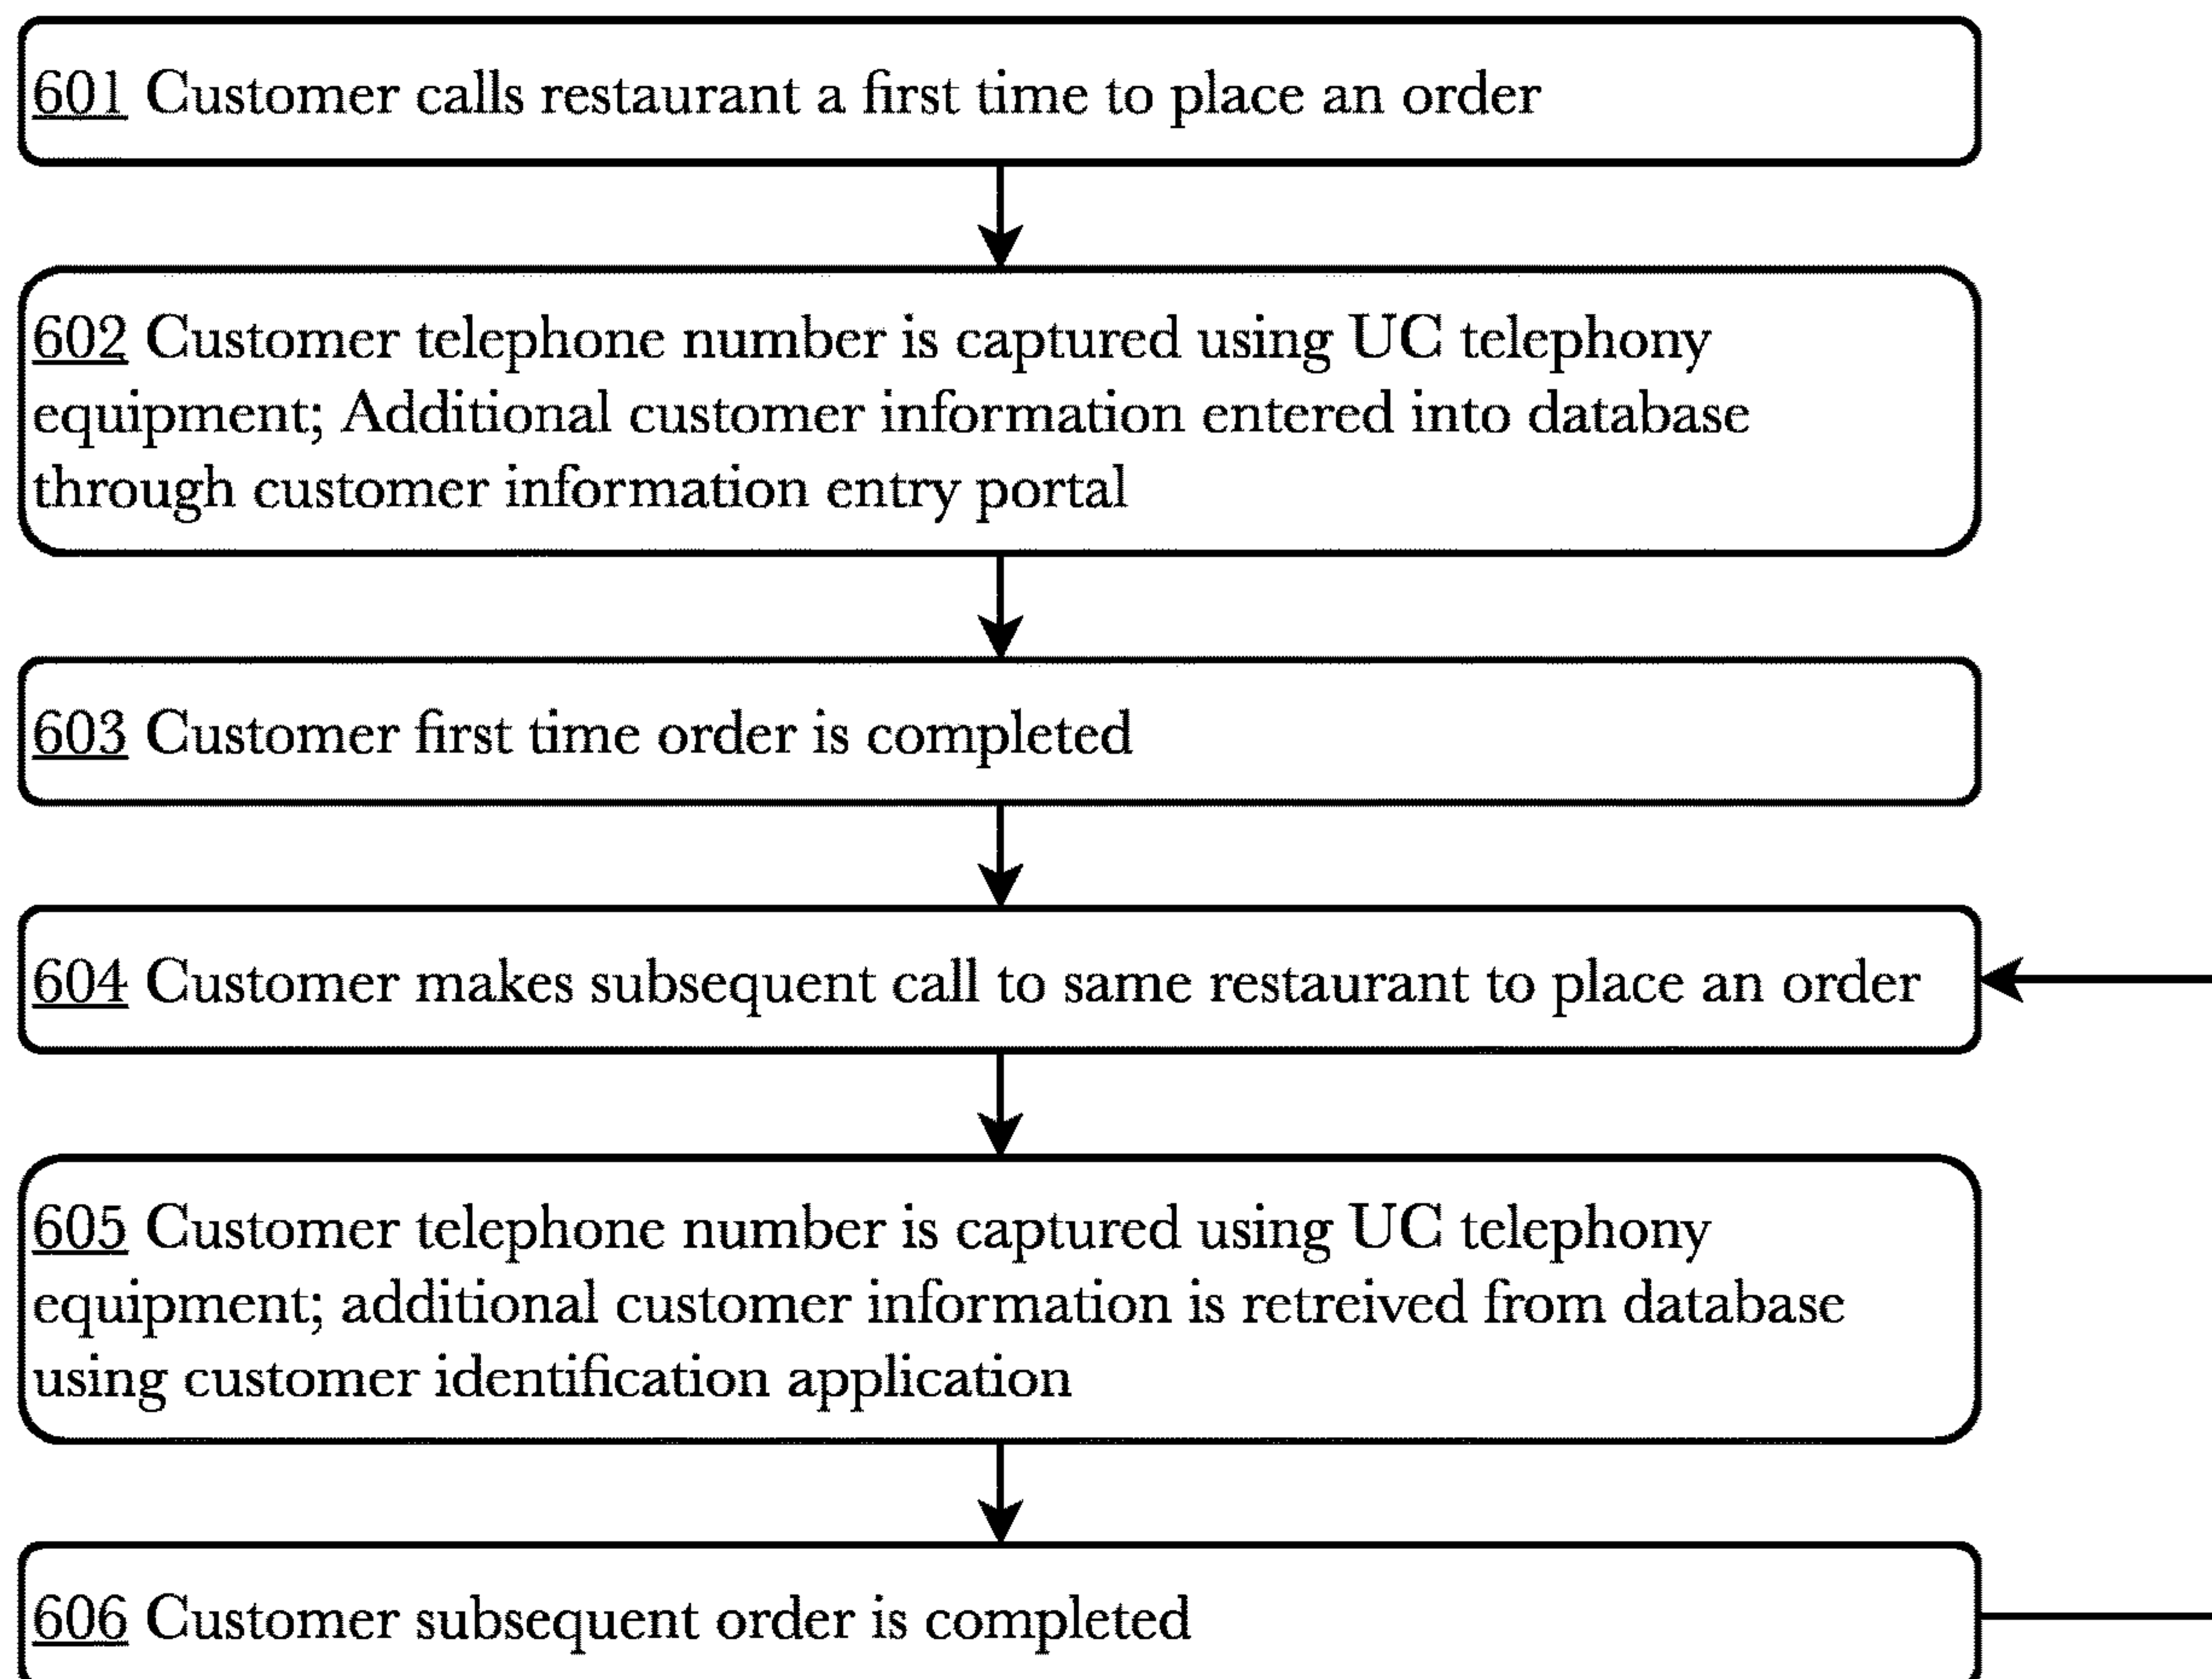 601 Customer calls restaurant a first time to place an order
602 Customer telephone number is captured using UC telephony
equipment; Additional customer information entered into database
through customer information entry portal
603 Customer first time order is completed
604 Customer makes subsequent call to same restaurant to place an order
605 Customer telephone number is captured using UC telephony
equipment; additional customer information is retreived from database
using customer identification application
606 Customer subsequent order is completed